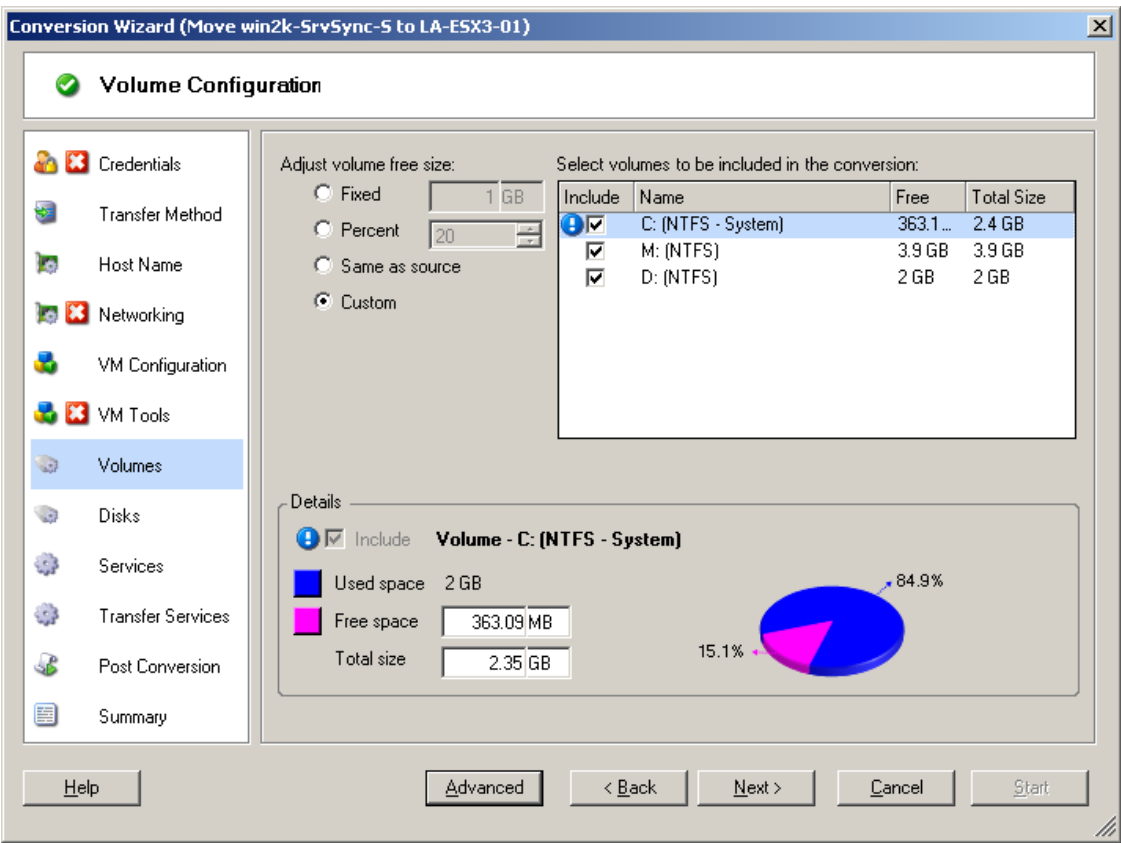 Conversion Wizard (Move win2k-SrvSync-S to LA-ESX3-01)
Volume Configuration
Credentials
Transfer Method
Host Name
Networking
VM Configuration
VM Tools
Volumes
Disks
Services
Transfer Services
Post Conversion
Summary
Adjust volume free size:
Fixed 1 GB
Percent 20
Same as source
Custom
Select volumes to be included in the conversion:
Include Name Free Total Size
C: (NTFS - System) 363.1... 2.4 GB
M: (NTFS) 3.9 GB 3.9 GB
D: (NTFS) 2 GB 2 GB
Details
Include Volume - C: (NTFS - System)
Used space 2 GB
Free space 363.09 MB
Total size 2.35 GB
84.9%
15.1%
Help Advanced < Back Next > Cancel Start